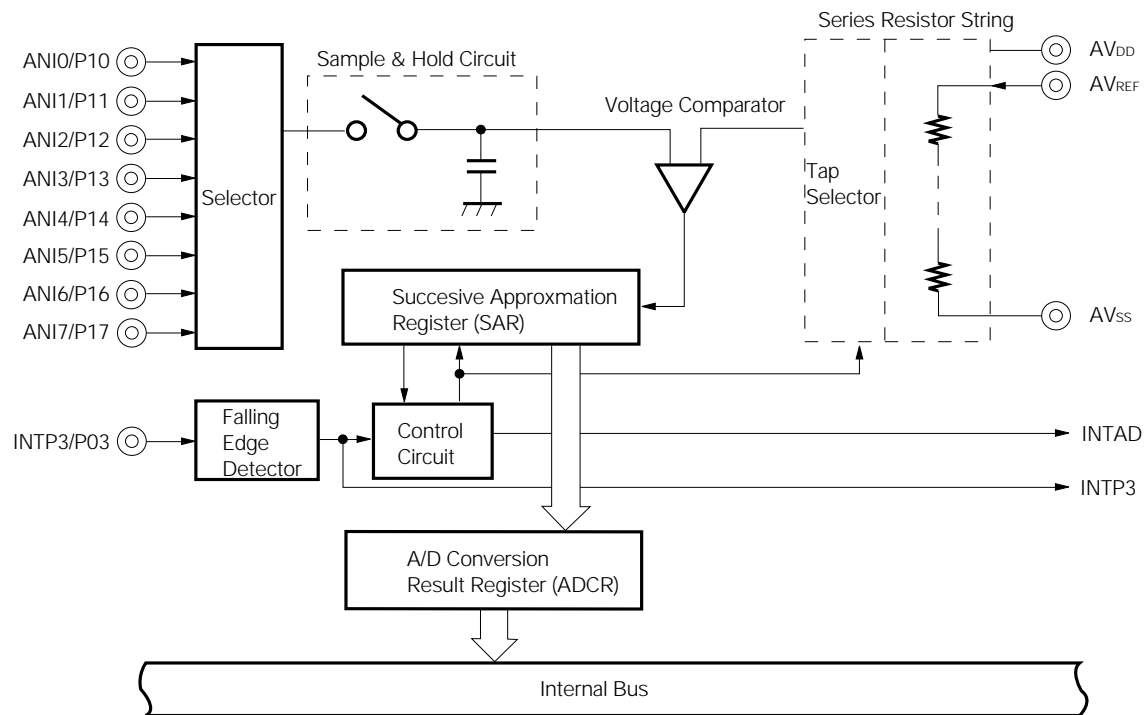 Series Resistor String
ANI0/P10
ANI1/P11
ANI2/P12
ANI3/P13
ANI4/P14
ANI5/P15
ANI6/P16
ANI7/P17
Selector
Sample & Hold Circuit
Voltage Comparator
Tap
Selector
AVDD
AVREF
AVSS
Succesive Approxmation
Register (SAR)
INTP3/P03
Falling
Edge
Detector
Control
Circuit
INTAD
INTP3
A/D Conversion
Result Register (ADCR)
Internal Bus